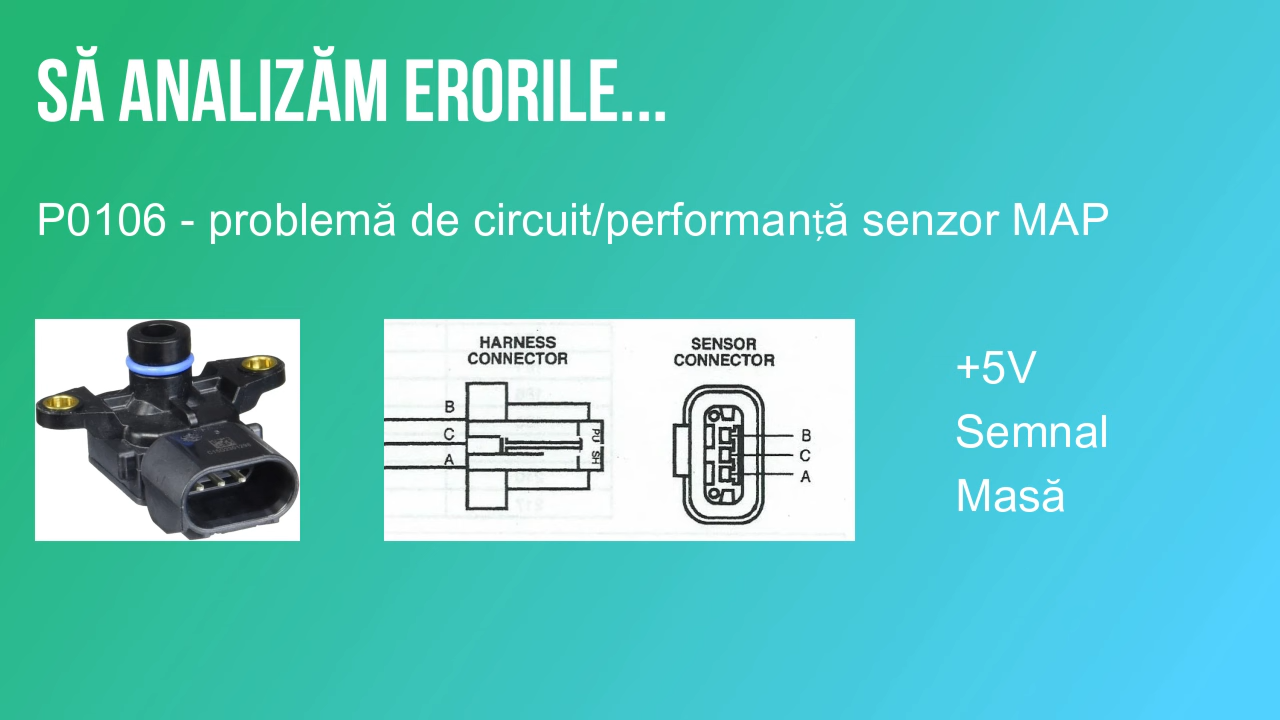 SĂ ANALIZĂM ERORILE...
P0106 - problemă de circuit/performanță senzor MAP
HARNESS
CONNECTOR
B
C
A
PU SH
SENSOR
CONNECTOR
B
C
A
+5V
Semnal
Masă